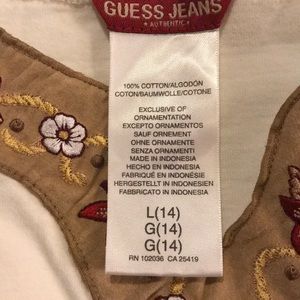 GUESS JEANS
★ AUTHENTIC ★
100% COTTON/ALGODÓN
COTON/BAUMWOLLE/COTONE
EXCLUSIVE OF
ORNAMENTATION
EXCEPTO ORNAMENTOS
SAUF ORNEMENT
OHNE ORNAMENTE
SENZA ORNAMENTI
MADE IN INDONESIA
HECHO EN INDONESIA
FABRIQUÉ EN INDONÉSIE
HERGESTELLT IN INDONESIEN
FABBRICATO IN INDONESIA
L(14)
G(14)
G(14)
RN 102036 CA 25419